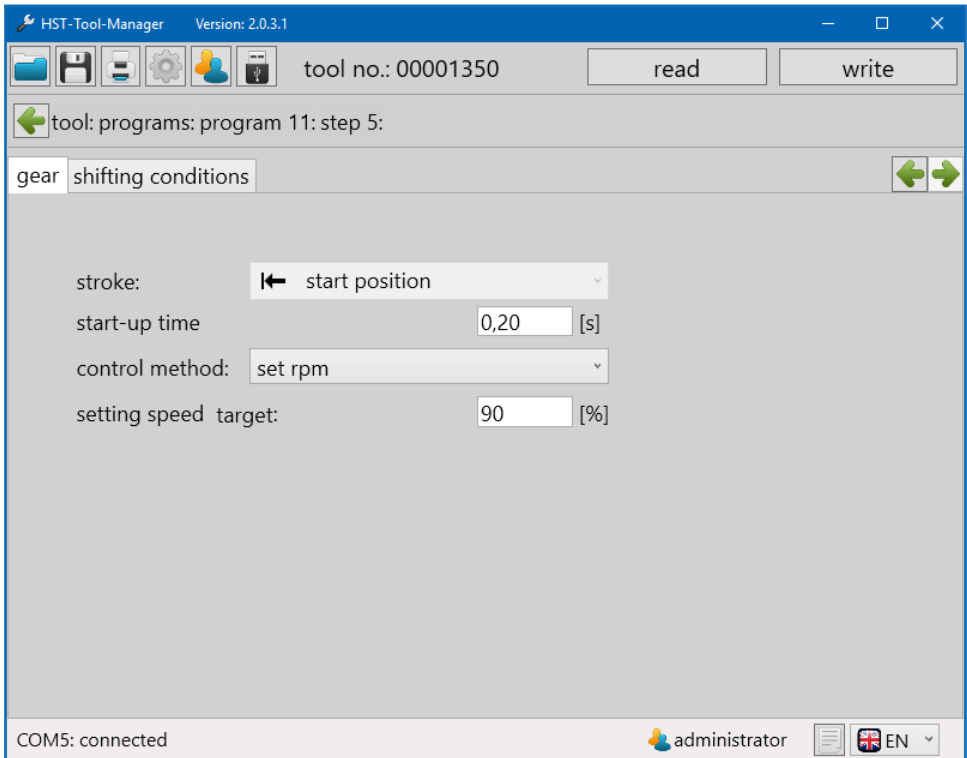 HST-Tool-Manager Version: 2.0.3.1
tool no.: 00001350 read write
tool: programs: program 11: step 5:
gear shifting conditions
stroke: start position
start-up time 0,20 [s]
control method: set rpm
setting speed target: 90 [%]
COM5: connected administrator EN